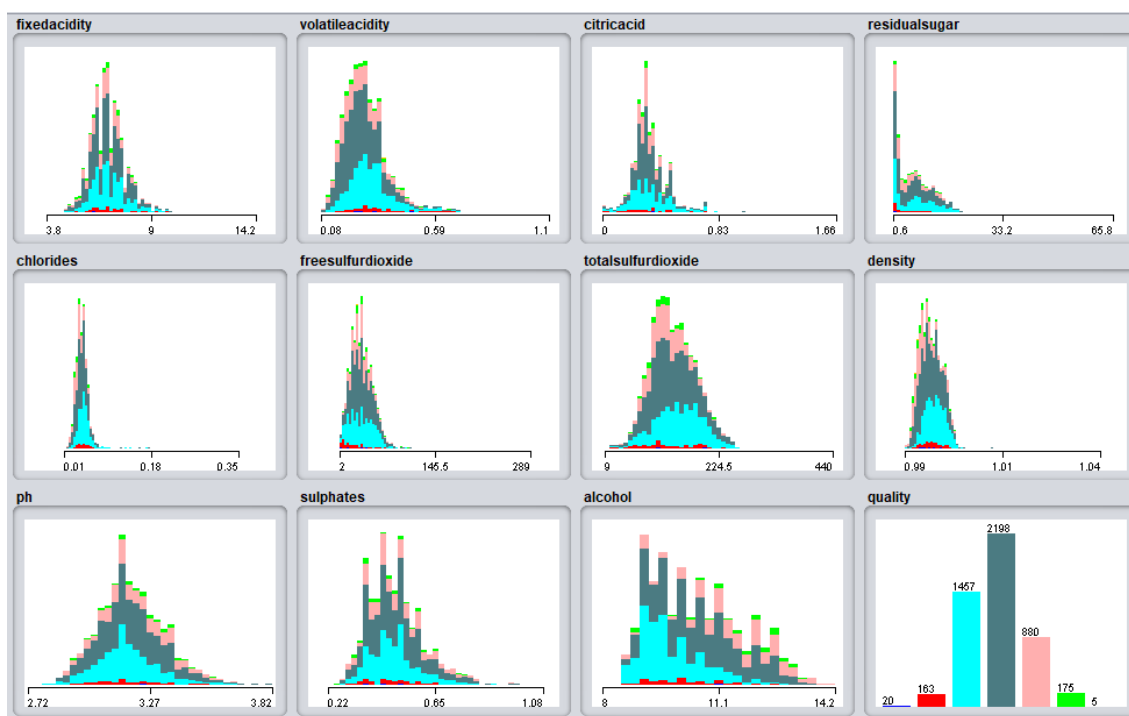 fixedacidity volatileacidity citricacid residualsugar
3.8 9 14.2 0.08 0.59 1.1 0 0.83 1.66 0.6 33.2 65.8
chlorides freesulfurdioxide totalsulfurdioxide density
0.01 0.18 0.35 2 145.5 289 9 224.5 440 0.99 1.01 1.04
ph sulphates alcohol quality
2198
1457
880
163 175
20 5
2.72 3.27 3.82 0.22 0.65 1.08 8 11.1 14.2